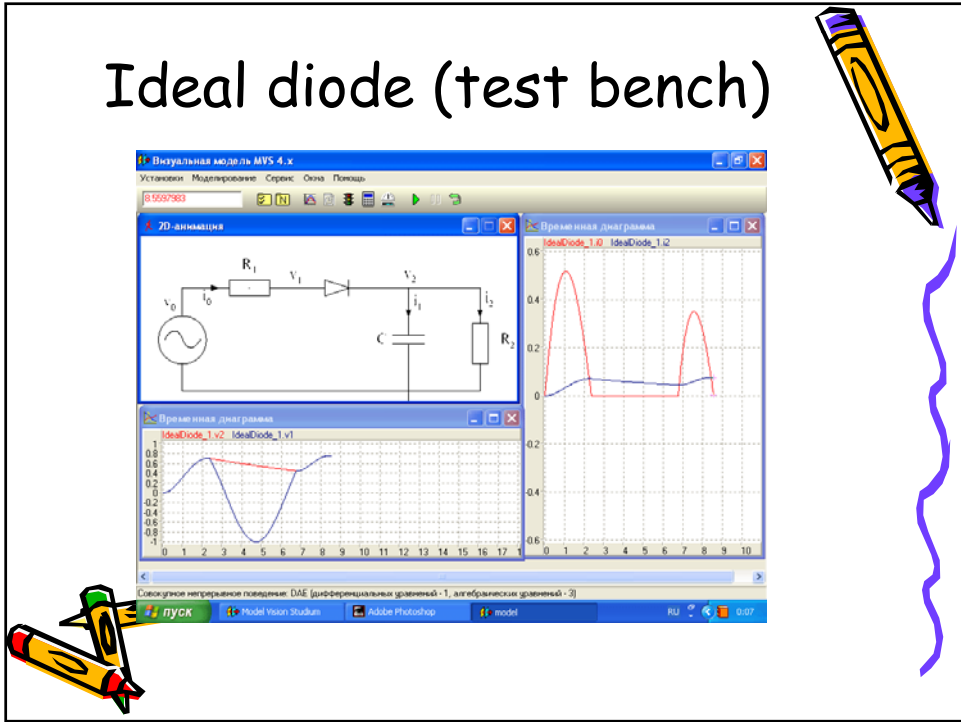 Ideal diode (test bench)
Визуальная модель MVS 4.x
Установки Моделирование Сервис Окна Помощь
8.5597983
N
2D-анимация
R1
v1
v2
v0
i0
i1
i2
C
R2
Временная диаграмма
IdealDiode_1.i0 IdealDiode_1.i2
0.6
0.4
0.2
0
-0.2
-0.4
-0.6
0 1 2 3 4 5 6 7 8 9 10
Временная диаграмма
IdealDiode_1.v2 IdealDiode_1.v1
1
0.8
0.6
0.4
0.2
0
-0.2
-0.4
-0.6
-0.8
-1
0 1 2 3 4 5 6 7 8 9 10 11 12 13 14 15 16 17
Совокупное непрерывное поведение: DAE (дифференциальных уравнений - 1, алгебраических уравнений - 3)
пуск Model Vision Studium Adobe Photoshop model RU 0:07